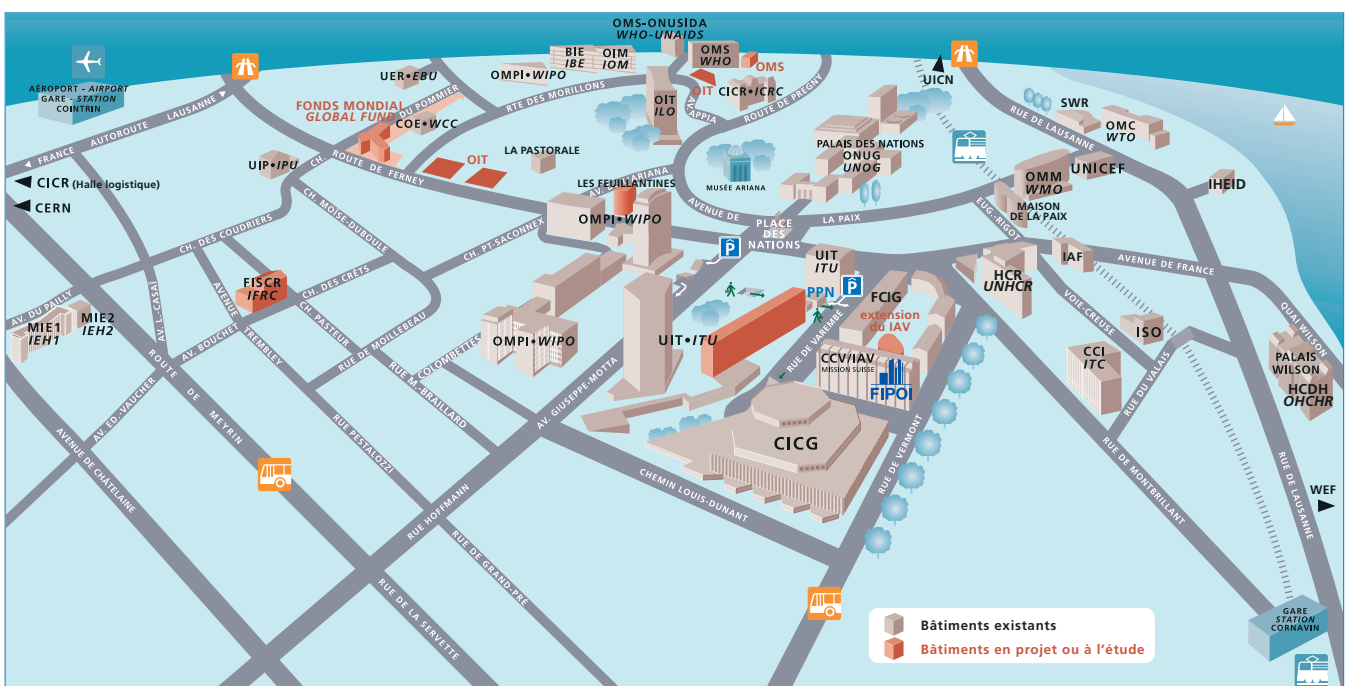 OMS-ONUSIDA
WHO-UNAIDS
BIE
IBE
OIM
IOM
OMS
WHO
OMS
UER•EBU
OMPI•WIPO
OIT
ILO
OIT
CICR•ICRC
UICN
AÉROPORT - AIRPORT
GARE - STATION
COINTRIN
FONDS MONDIAL
GLOBAL FUND
CH. DU POMMIER
COE•WCC
RTE DES MORILLONS
AV. APPIA
ROUTE DE PREGNY
SWR
RUE DE LAUSANNE
OMC
WTO
FRANCE AUTOROUTE LAUSANNE
CICR (Halle logistique)
CERN
UIP•IPU
ROUTE DE FERNEY
OIT
LA PASTORALE
AV. ARIANA
MUSÉE ARIANA
PALAIS DES NATIONS
ONUG
UNOG
OMM
WMO
UNICEF
IHEID
MAISON
DE LA PAIX
LES FEUILLANTINES
OMPI•WIPO
AVENUE DE LA PAIX
PLACE
DES
NATIONS
EUG.-RIGOT
CH. DES COUDRIERS
CH. MOISE-DUBOULE
CH. PT-SACONNEX
P
UIT
ITU
P
PPN
FCIG
extension
du IAV
HCR
UNHCR
IAF
AVENUE DE FRANCE
QUAI WILSON
AV. DU PAILLY
AV. L.-CASAÏ
FISCR
IFRC
CH. DES CRÊTS
AVENUE TREMBLEY
CH. PASTEUR
RUE DE MOILLEBEAU
MIE1
IEH1
MIE2
IEH2
AV. BOUCHET
COLOMBETTES
OMPI•WIPO
UIT•ITU
RUE DE VAREMBÉ
CCV/IAV
MISSION SUISSE
FIPOI
VOIE-CREUSE
ISO
CCI
ITC
RUE DU VALAIS
PALAIS
WILSON
HCDH
OHCHR
AV. ED.-VAUCHER
ROUTE DE MEYRIN
RUE M.-BRAILLARD
AV. GIUSEPPE-MOTTA
AVENUE DE CHÂTELAINE
RUE PESTALOZZI
CICG
RUE DE VERMONT
RUE DE MONTBRILLANT
CHEMIN LOUIS-DUNANT
RUE DE LAUSANNE
WEF
RUE HOFFMANN
RUE DE GRAND-PRÉ
RUE DE LA SERVETTE
GARE
STATION
CORNAVIN
Bâtiments existants
Bâtiments en projet ou à l'étude